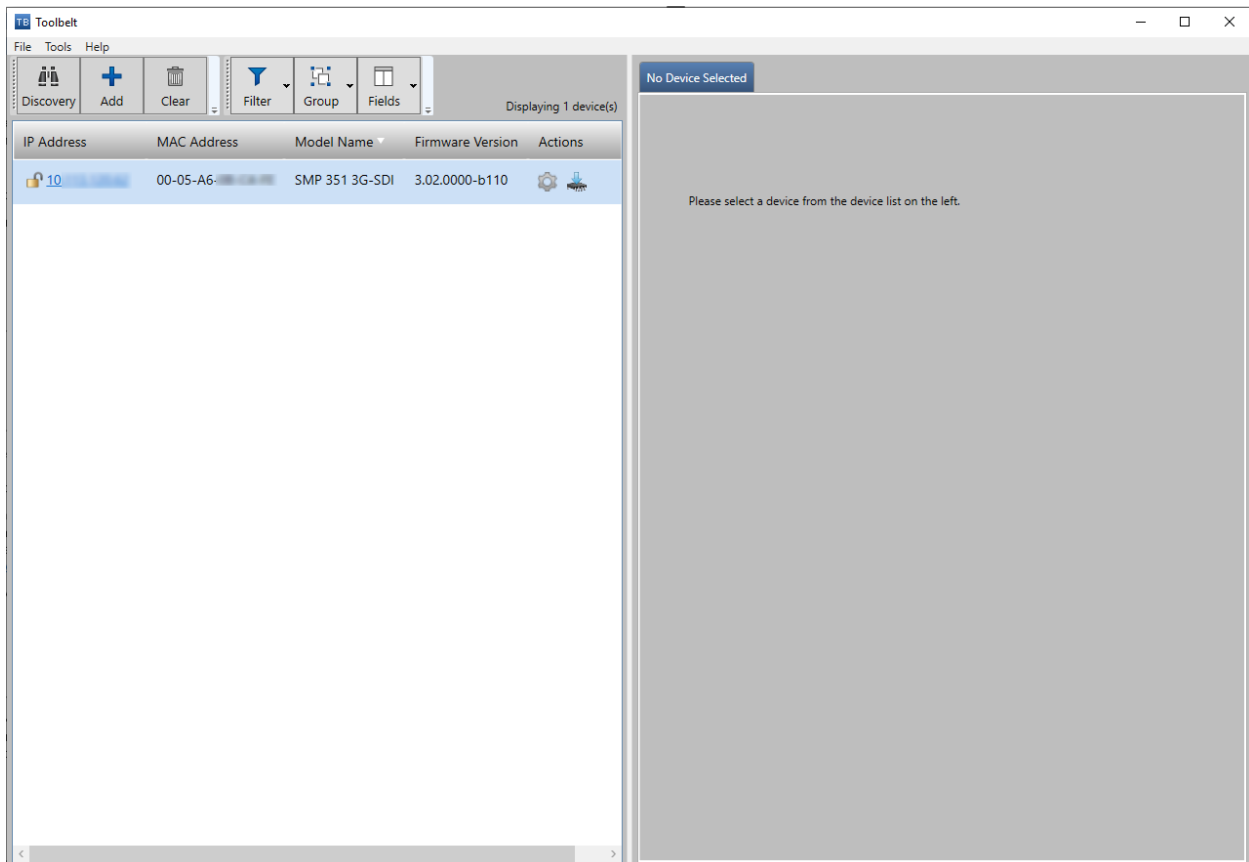 TB Toolbelt
File Tools Help
Discovery Add Clear Filter Group Fields
Displaying 1 device(s)
IP Address MAC Address Model Name Firmware Version Actions
10 00-05-A6- SMP 351 3G-SDI 3.02.0000-b110
No Device Selected
Please select a device from the device list on the left.